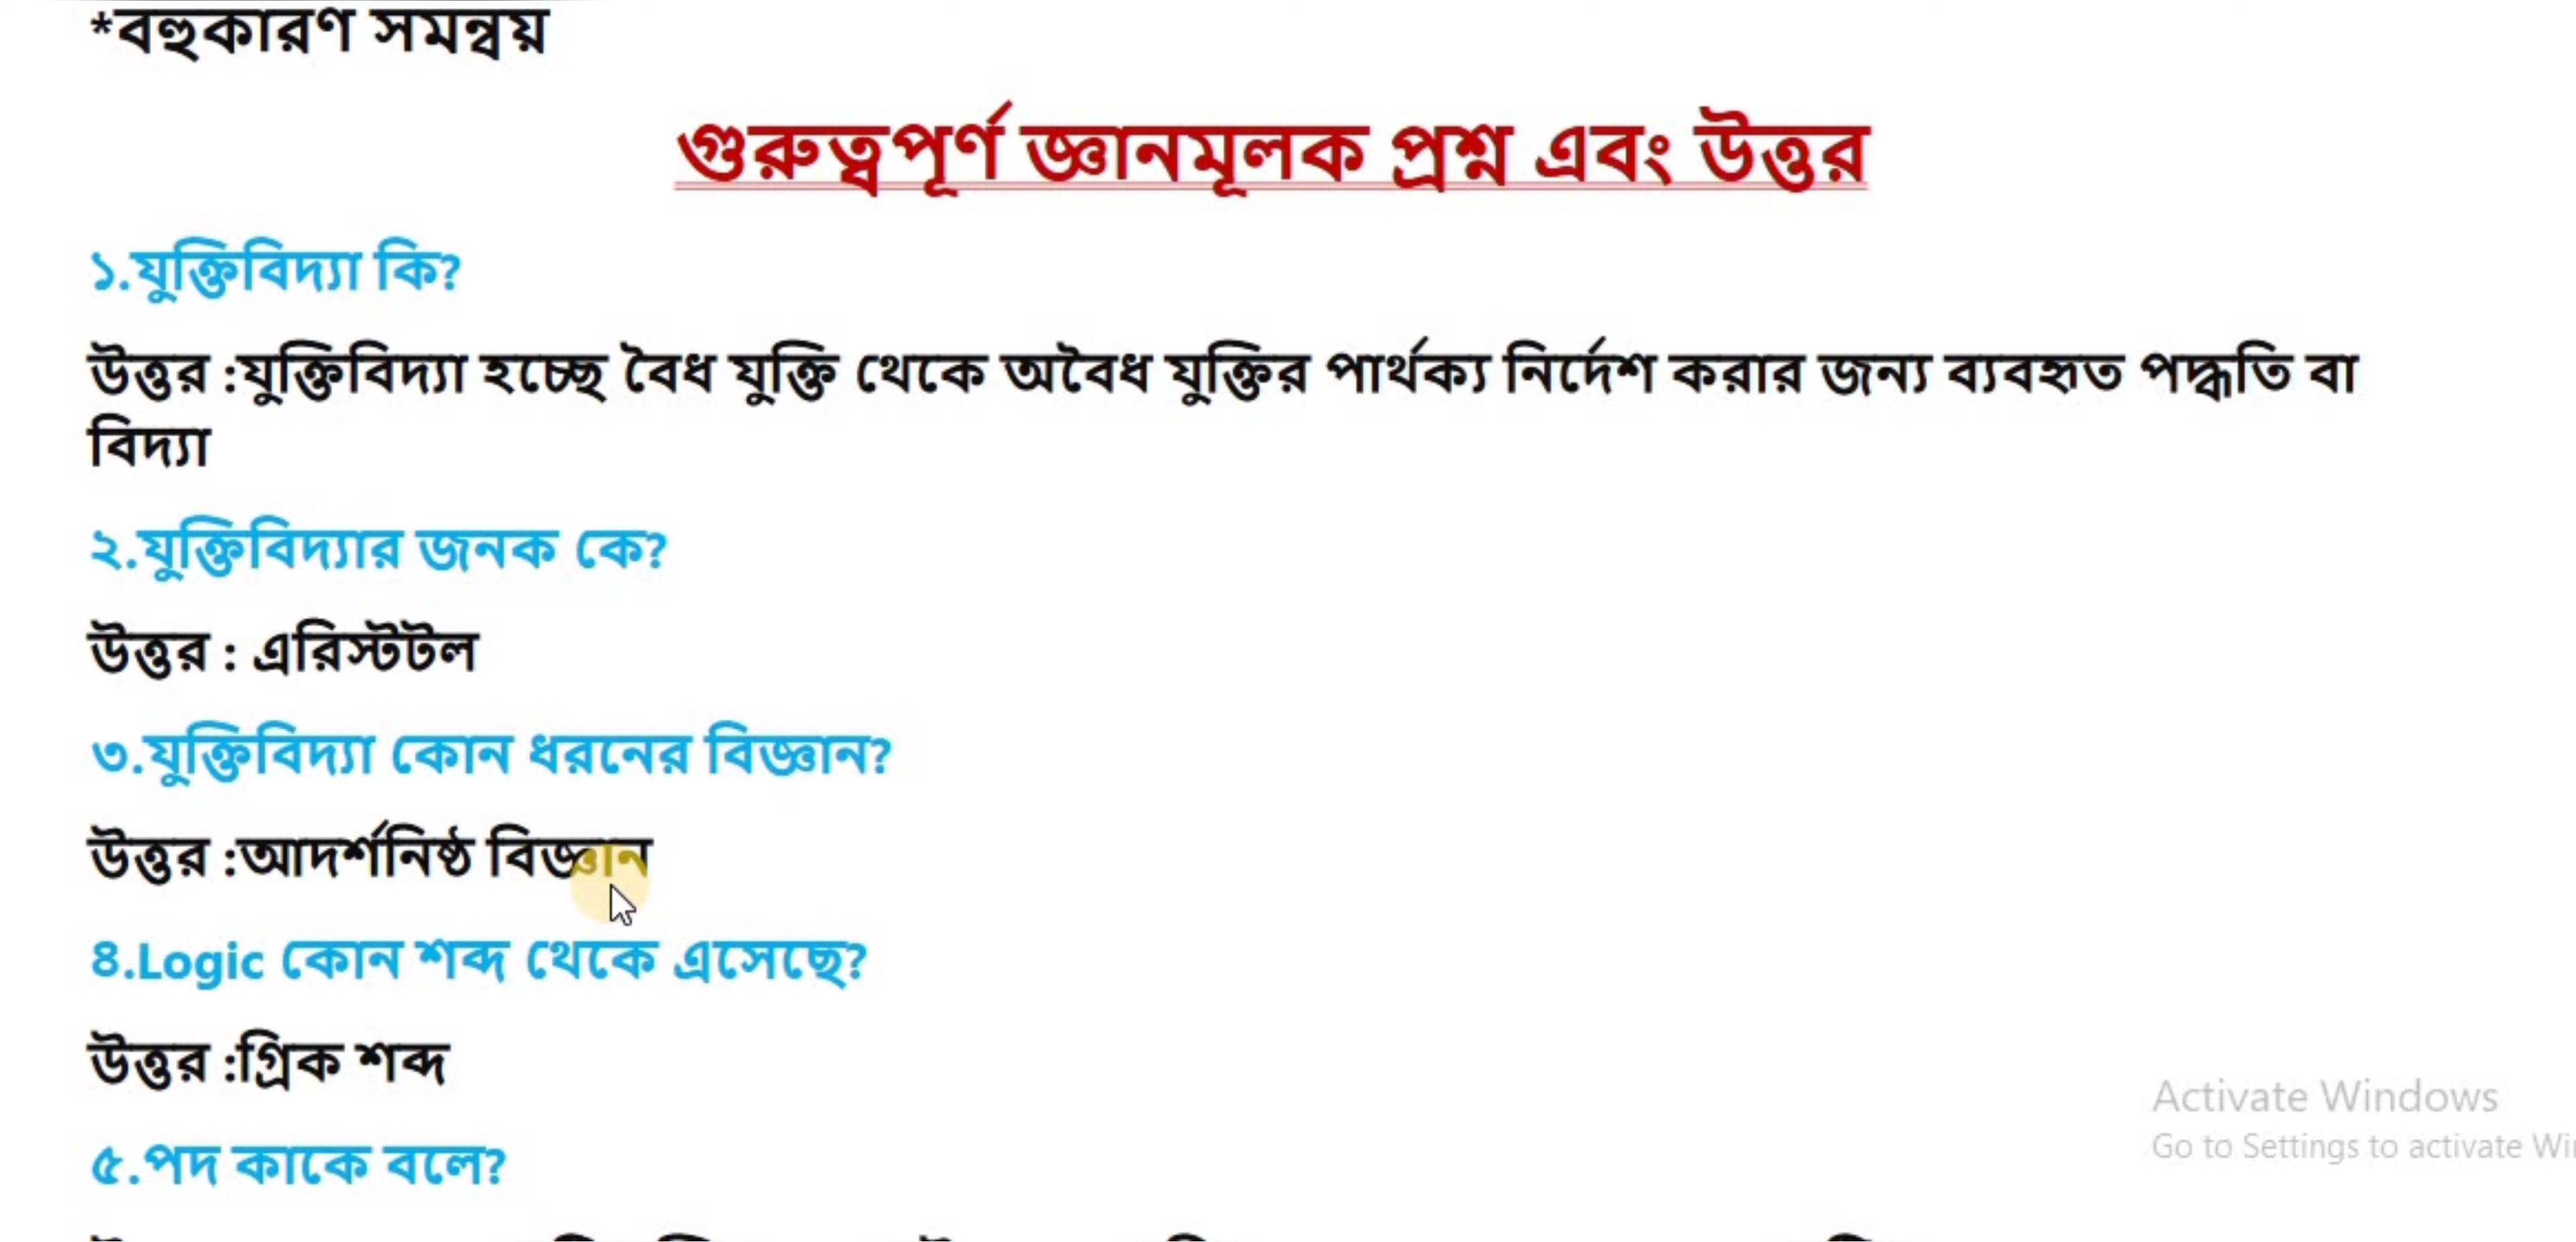 *বহুকারণ সমন্বয়
গুরুত্বপূর্ণ জ্ঞানমূলক প্রশ্ন এবং উত্তর
১.যুক্তিবিদ্যা কি?
উত্তর :যুক্তিবিদ্যা হচ্ছে বৈধ যুক্তি থেকে অবৈধ যুক্তির পার্থক্য নির্দেশ করার জন্য ব্যবহৃত পদ্ধতি বা
বিদ্যা
২.যুক্তিবিদ্যার জনক কে?
উত্তর : এরিস্টটল
৩.যুক্তিবিদ্যা কোন ধরনের বিজ্ঞান?
উত্তর :আদর্শনিষ্ঠ বিজ্ঞান
৪.Logic কোন শব্দ থেকে এসেছে?
উত্তর :গ্রিক শব্দ
৫.পদ কাকে বলে?
Activate Windows
Go to Settings to activate Wi